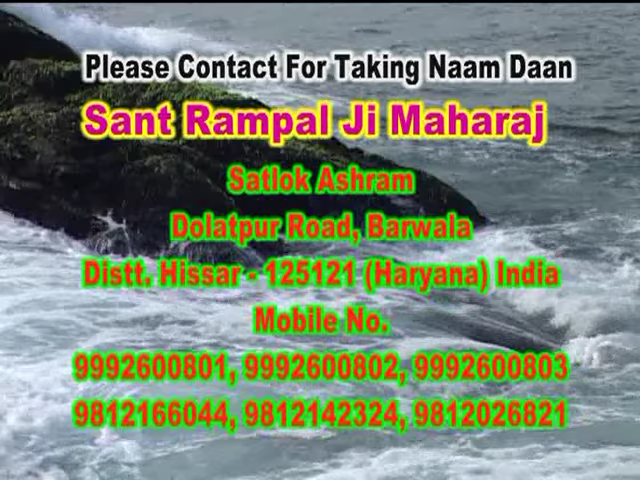 Please Contact For Taking Naam Daan
Sant Rampal Ji Maharaj
Satlok Ashram
Dolatpur Road, Barwala
Distt. Hissar - 125121 (Haryana) India
Mobile No.
9992600801, 9992600802, 9992600803
9812166044, 9812142324, 9812026821